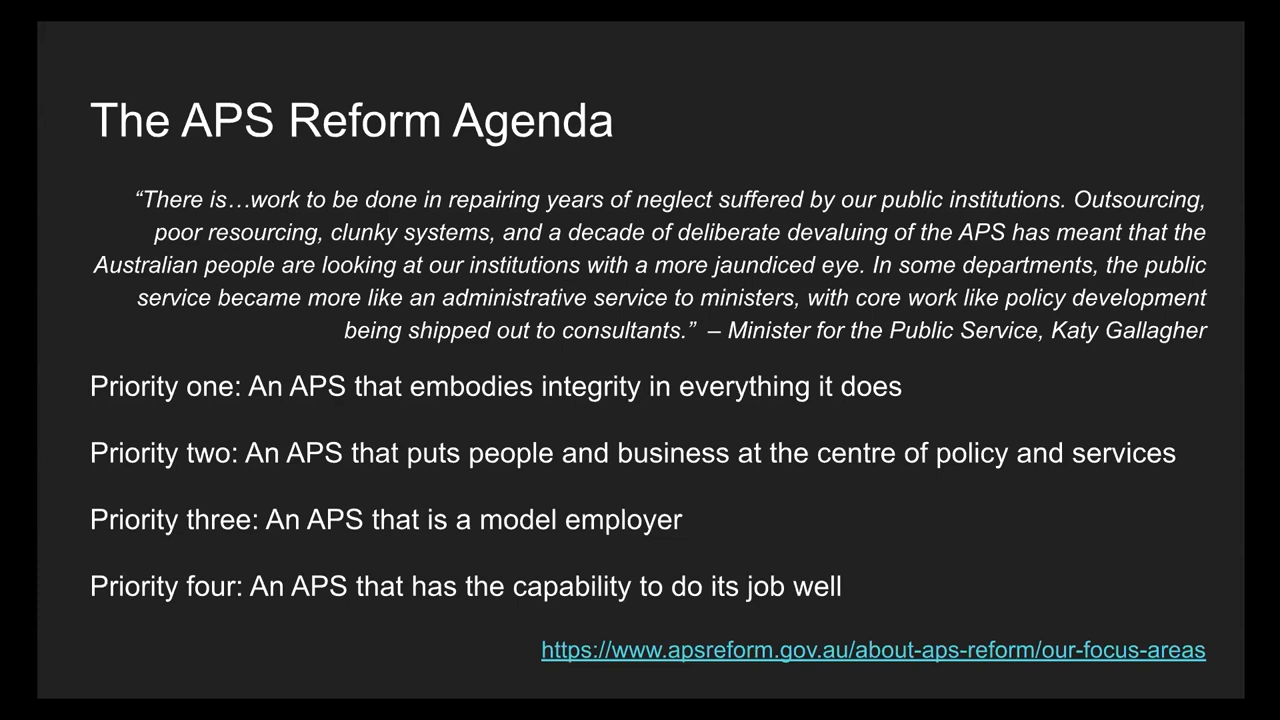 The APS Reform Agenda
“There is…work to be done in repairing years of neglect suffered by our public institutions. Outsourcing,
poor resourcing, clunky systems, and a decade of deliberate devaluing of the APS has meant that the
Australian people are looking at our institutions with a more jaundiced eye. In some departments, the public
service became more like an administrative service to ministers, with core work like policy development
being shipped out to consultants.” – Minister for the Public Service, Katy Gallagher
Priority one: An APS that embodies integrity in everything it does
Priority two: An APS that puts people and business at the centre of policy and services
Priority three: An APS that is a model employer
Priority four: An APS that has the capability to do its job well
https://www.apsreform.gov.au/about-aps-reform/our-focus-areas